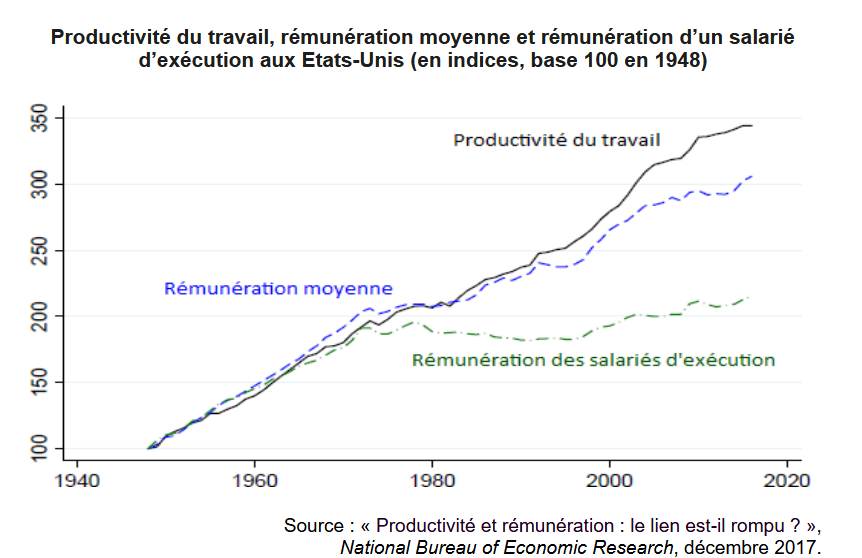 Productivité du travail, rémunération moyenne et rémunération d’un salarié
d’exécution aux Etats-Unis (en indices, base 100 en 1948)
350
Productivité du travail
300
250
Rémunération moyenne
200
Rémunération des salariés d'exécution
150
100
1940 1960 1980 2000 2020
Source : « Productivité et rémunération : le lien est-il rompu ? »,
National Bureau of Economic Research, décembre 2017.